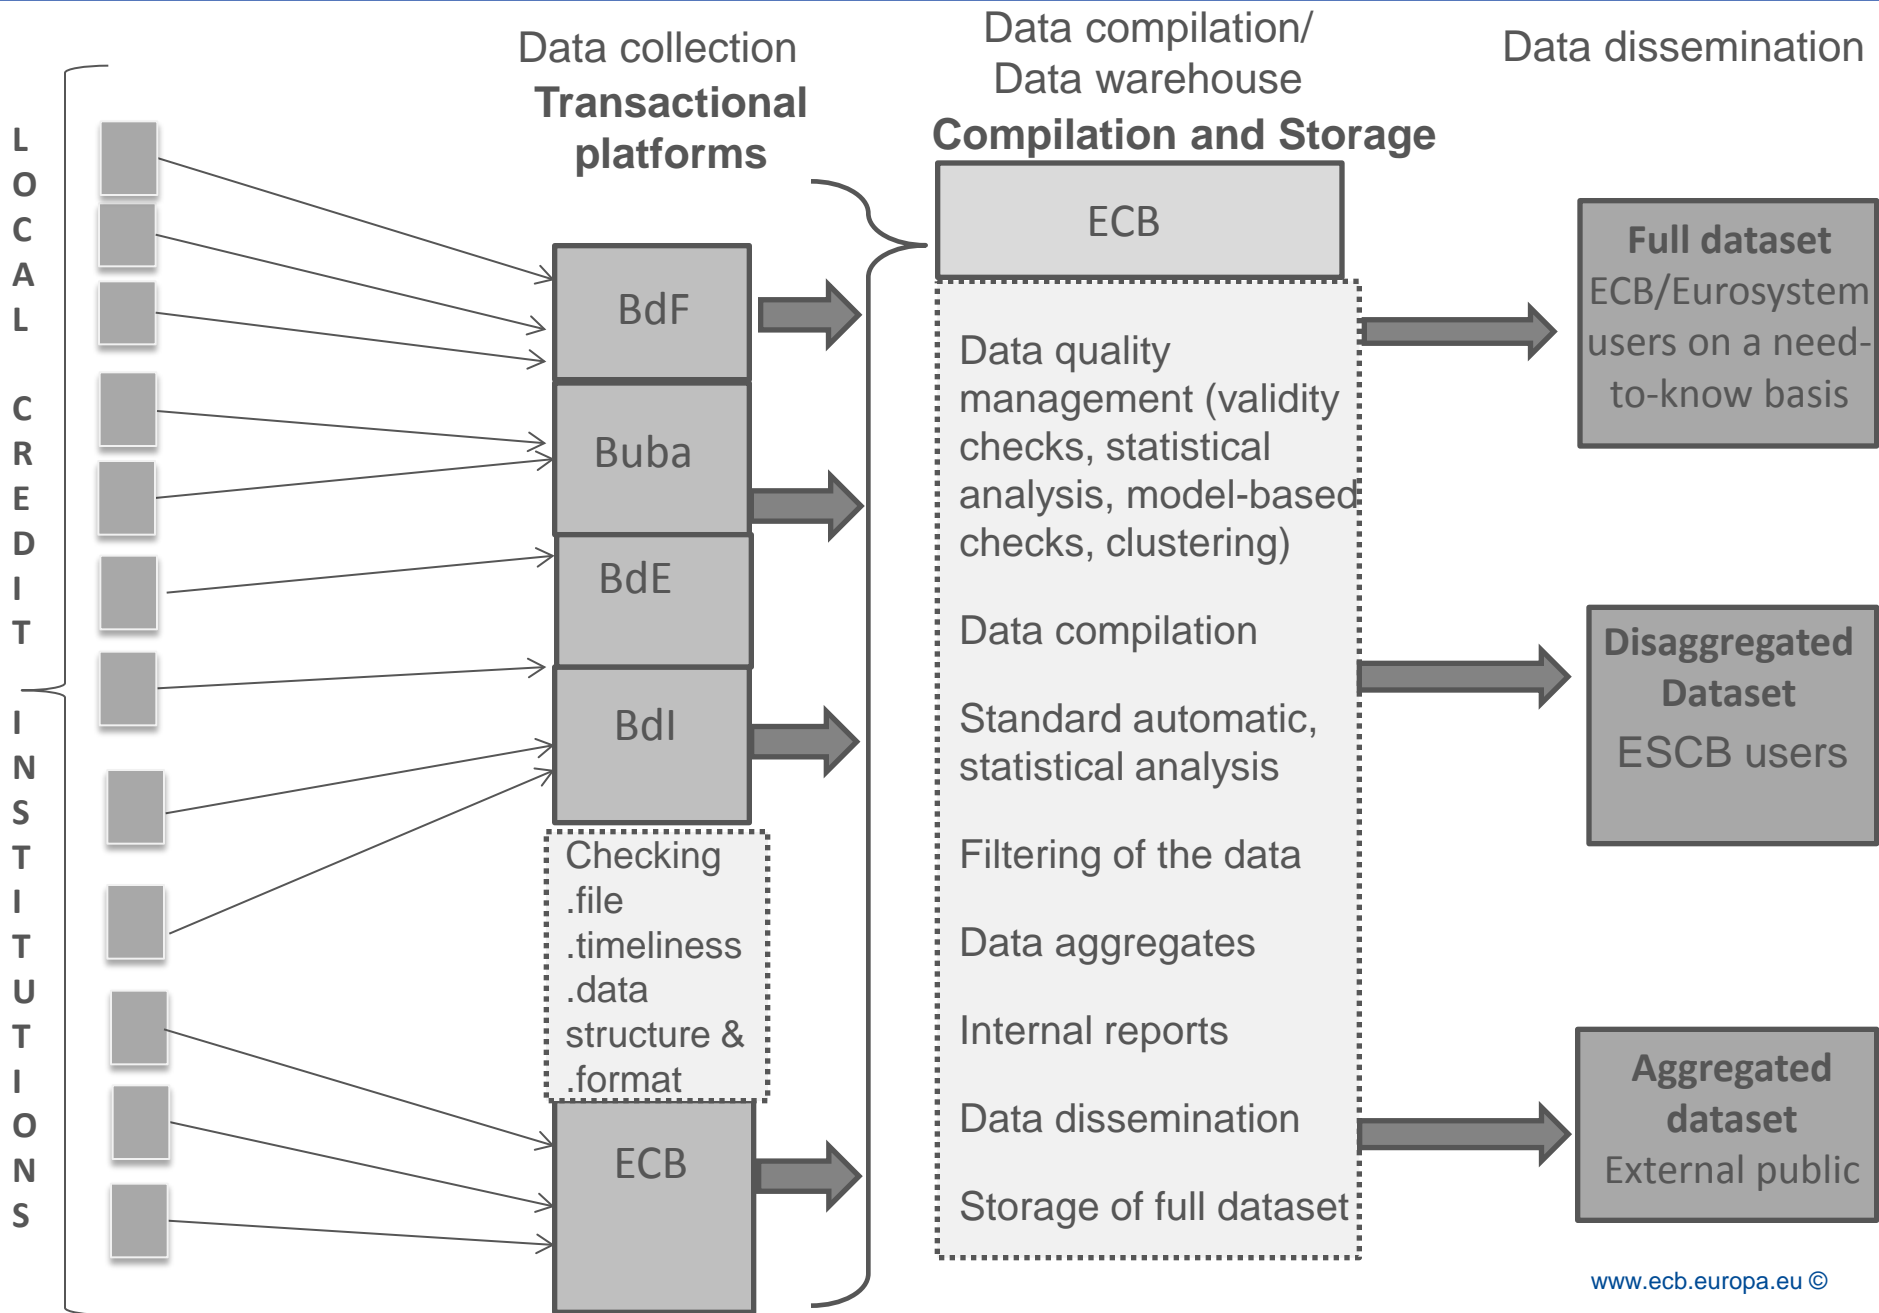 Data collection
Transactional
platforms
Data compilation/
Data warehouse
Compilation and Storage
Data dissemination
LOCAL CREDIT INSTITUTIONS
BdF
Buba
BdE
BdI
Checking
.file
.timeliness
.data
structure &
.format
ECB
ECB
Data quality
management (validity
checks, statistical
analysis, model-based
checks, clustering)
Data compilation
Standard automatic,
statistical analysis
Filtering of the data
Data aggregates
Internal reports
Data dissemination
Storage of full dataset
Full dataset
ECB/Eurosystem
users on a need-
to-know basis
Disaggregated
Dataset
ESCB users
Aggregated
dataset
External public
www.ecb.europa.eu ©